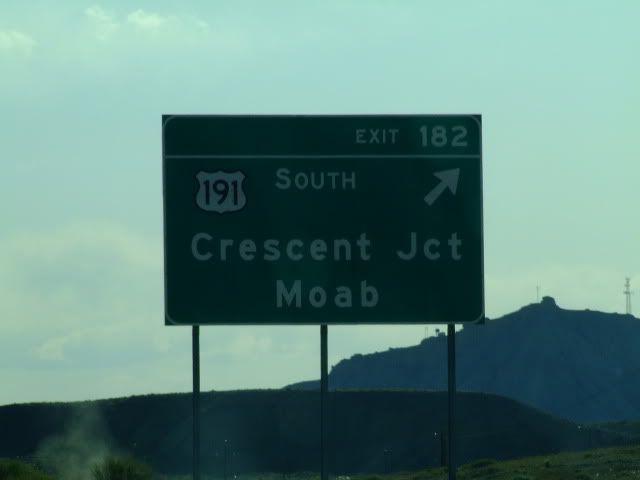 EXIT 182
191 SOUTH
Crescent Jct
Moab